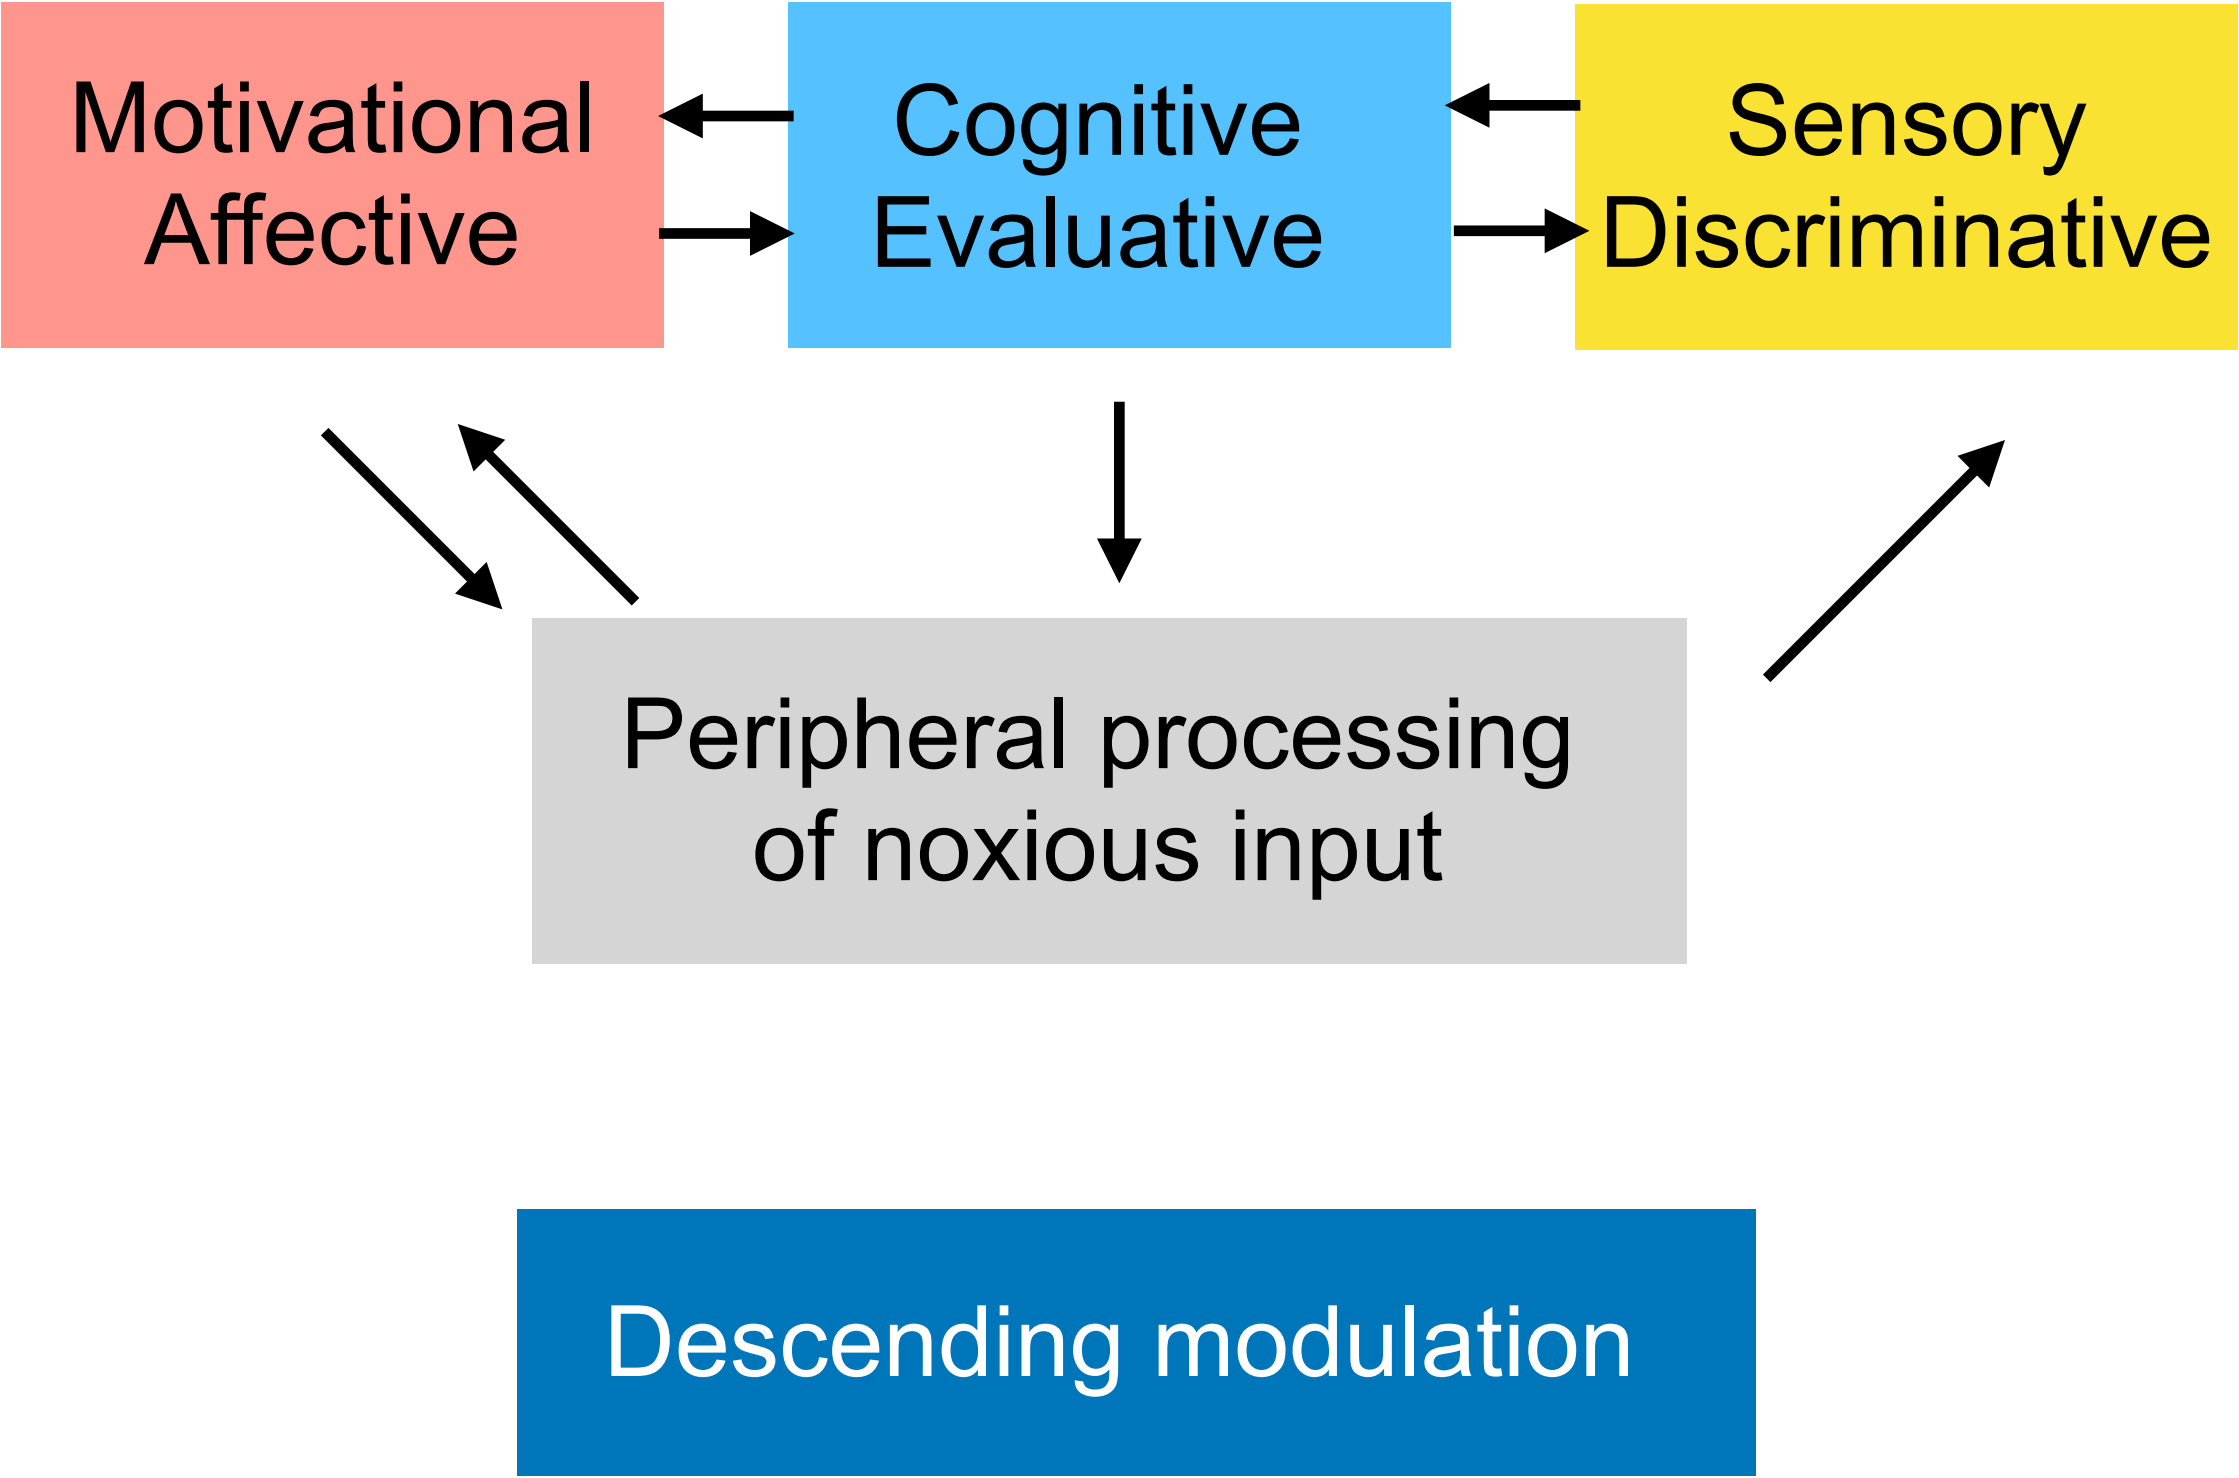 Motivational
Affective
Cognitive
Evaluative
Sensory
Discriminative
Peripheral processing
of noxious input
Descending modulation